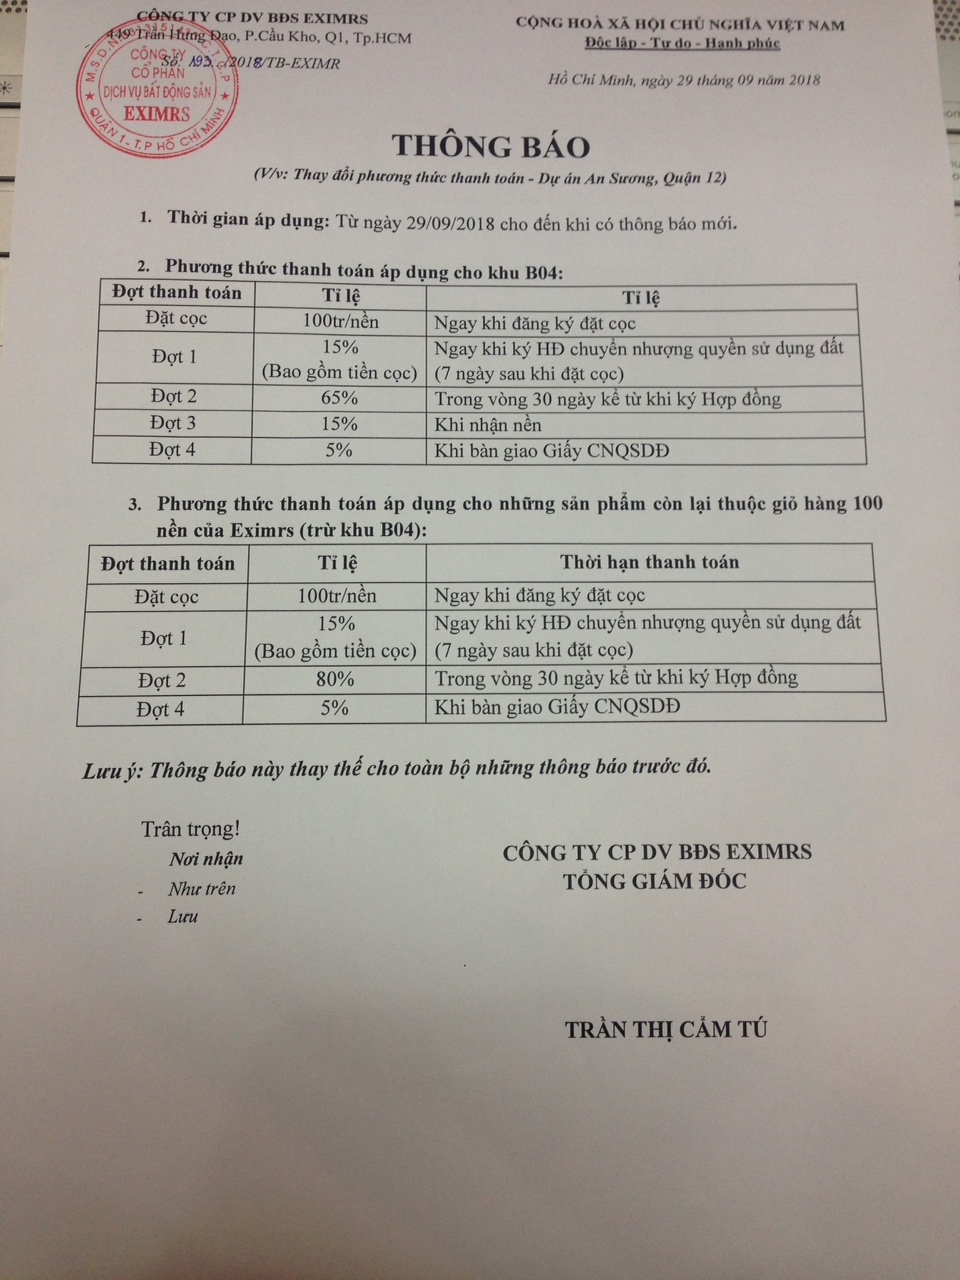 CÔNG TY CP DV BĐS EXIMRS
449 Trần Hưng Đạo, P.Cầu Kho, Q1, Tp.HCM
Số: 193 /2018/TB-EXIMR
CỘNG HOÀ XÃ HỘI CHỦ NGHĨA VIỆT NAM
Độc lập - Tự do - Hạnh phúc
Hồ Chí Minh, ngày 29 tháng 09 năm 2018
CÔNG TY
CỔ PHẦN
DỊCH VỤ BẤT ĐỘNG SẢN
EXIMRS
QUẬN 1 - T.P HỒ CHÍ MINH
THÔNG BÁO
(V/v: Thay đổi phương thức thanh toán - Dự án An Sương, Quận 12)
1. Thời gian áp dụng: Từ ngày 29/09/2018 cho đến khi có thông báo mới.
2. Phương thức thanh toán áp dụng cho khu B04:
Đợt thanh toán Tỉ lệ Tỉ lệ
Đặt cọc 100tr/nền Ngay khi đăng ký đặt cọc
Đợt 1 15% Ngay khi ký HĐ chuyển nhượng quyền sử dụng đất
(Bao gồm tiền cọc) (7 ngày sau khi đặt cọc)
Đợt 2 65% Trong vòng 30 ngày kể từ khi ký Hợp đồng
Đợt 3 15% Khi nhận nền
Đợt 4 5% Khi bàn giao Giấy CNQSDĐ
3. Phương thức thanh toán áp dụng cho những sản phẩm còn lại thuộc giỏ hàng 100
nền của Eximrs (trừ khu B04):
Đợt thanh toán Tỉ lệ Thời hạn thanh toán
Đặt cọc 100tr/nền Ngay khi đăng ký đặt cọc
Đợt 1 15% Ngay khi ký HĐ chuyển nhượng quyền sử dụng đất
(Bao gồm tiền cọc) (7 ngày sau khi đặt cọc)
Đợt 2 80% Trong vòng 30 ngày kể từ khi ký Hợp đồng
Đợt 4 5% Khi bàn giao Giấy CNQSDĐ
Lưu ý: Thông báo này thay thế cho toàn bộ những thông báo trước đó.
Trân trọng!
Nơi nhận
- Như trên
- Lưu
CÔNG TY CP DV BĐS EXIMRS
TỔNG GIÁM ĐỐC
TRẦN THỊ CẨM TÚ